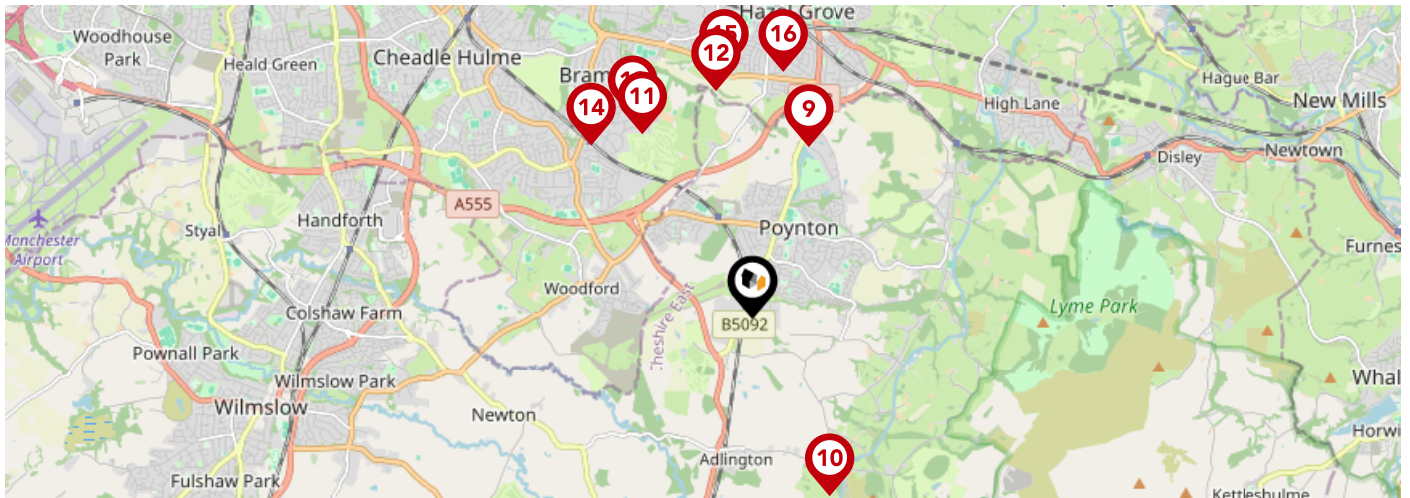 Hazel Grove
Woodhouse
Park
Heald Green
Cheadle Hulme
16
12
Hague Bar
11
14
9
High Lane
New Mills
Newtown
Disley
A555
Handforth
Styal
Manchester
Airport
Poynton
Furnes
Woodford
Cheshire East
Colshaw Farm
B5092
Lyme Park
Pownall Park
Wilmslow Park
Whal
Wilmslow
Newton
Horwi
Adlington
10
Fulshaw Park
Kettleshulme